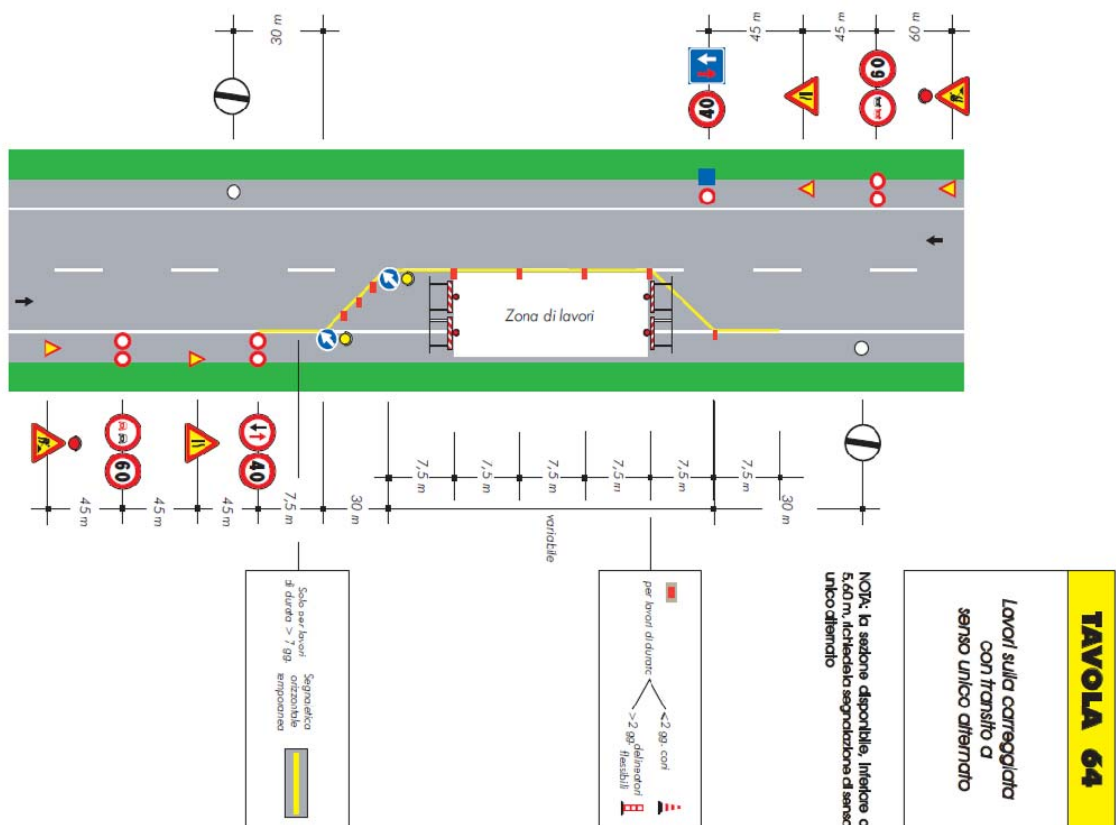 TAVOLA 64
Lavori sulla carreggiata
con transito a
senso unico alternato
NOTA: la sezione disponibile, inferiore a
5,60 m, richiede la segnalazione di senso
unico alternato
60 m
45 m
45 m
30 m
60
40
Zona di lavori
60
40
45 m
45 m
45 m
7,5 m
30 m
7,5 m
7,5 m
7,5 m
7,5 m
7,5 m
7,5 m
30 m
variabile
per lavori di durata
<2 gg. coni
>2 gg. delineatori
flessibili
Solo per lavori
di durata > 7 gg.
Segnaletica
orizzontale
temporanea